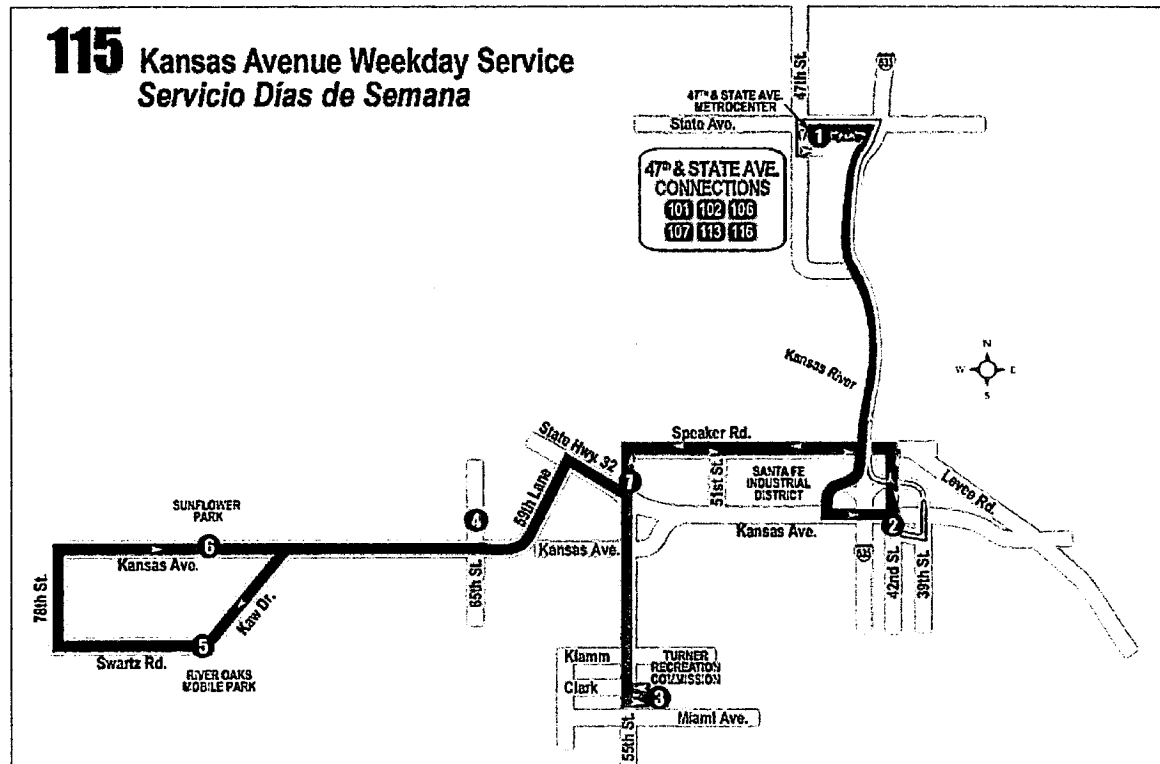 115 Kansas Avenue Weekday Service
Servicio Días de Semana
47th St.
635
47TH & STATE AVE.
METROCENTER
State Ave.
1
47th & STATE AVE.
CONNECTIONS
101 102 106
107 113 116
Kansas River
N
W E
S
State Hwy. 32
Speaker Rd.
59th Lane
7
51st St.
SANTA FE
INDUSTRIAL
DISTRICT
Levee Rd.
SUNFLOWER
PARK
4
6
Kansas Ave.
Kansas Ave.
Kansas Ave.
2
635
42nd St.
39th St.
65th St.
78th St.
Kaw Dr.
5
Swartz Rd.
RIVER OAKS
MOBILE PARK
Klamm
TURNER
RECREATION
COMMISSION
Clark
3
Miami Ave.
55th St.